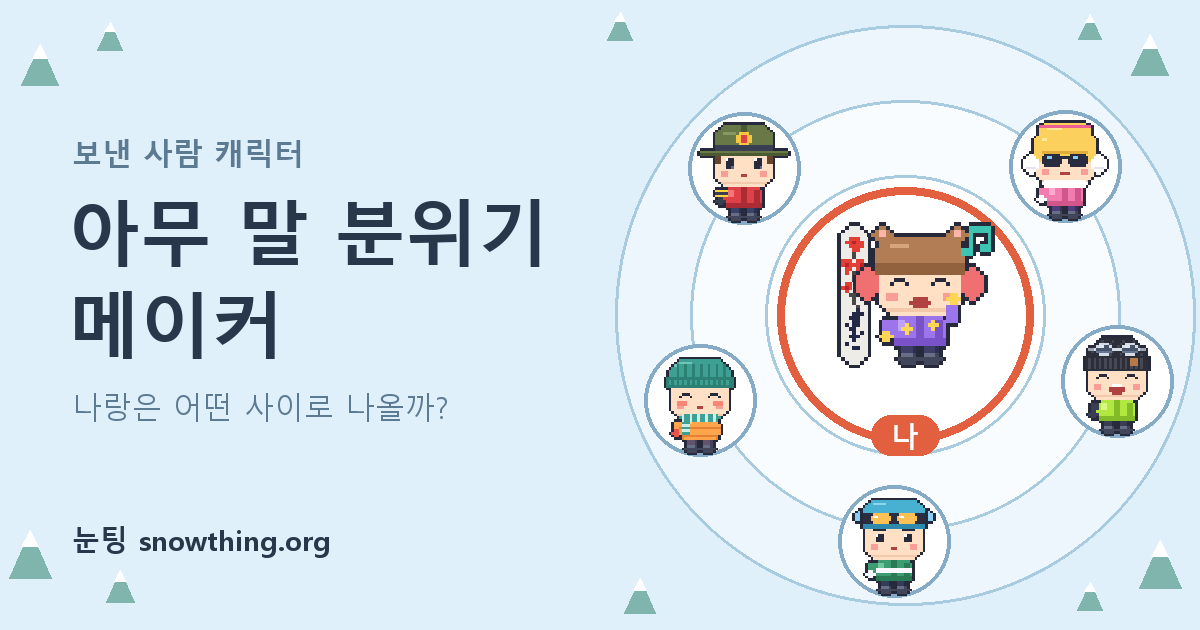 보낸 사람 캐릭터
아무 말 분위기
메이커
나랑은 어떤 사이로 나올까?
눈팅 snowthing.org
나